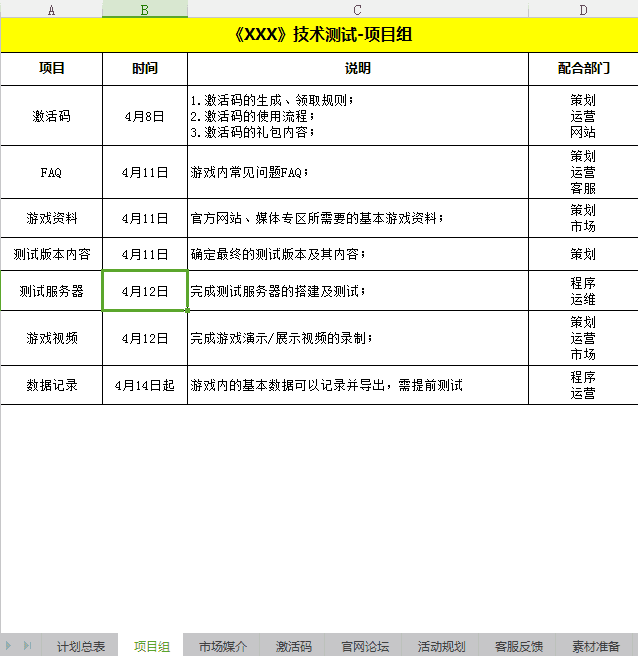 A B C D
《XXX》技术测试-项目组
项目 时间 说明 配合部门
激活码 4月8日 1.激活码的生成、领取规则；
2.激活码的使用流程；
3.激活码的礼包内容；
策划
运营
网站
FAQ 4月11日 游戏内常见问题FAQ；
策划
运营
客服
游戏资料 4月11日 官方网站、媒体专区所需要的基本游戏资料；
策划
市场
测试版本内容 4月11日 确定最终的测试版本及其内容； 策划
测试服务器 4月12日 完成测试服务器的搭建及测试；
程序
运维
游戏视频 4月12日 完成游戏演示/展示视频的录制；
策划
运营
市场
数据记录 4月14日起 游戏内的基本数据可以记录并导出，需提前测试
程序
运营
计划总表 项目组 市场媒介 激活码 官网论坛 活动规划 客服反馈 素材准备